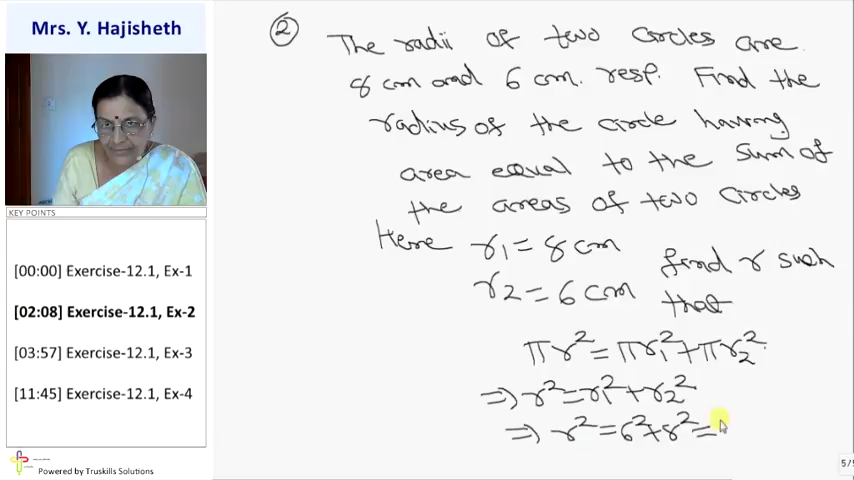 Mrs. Y. Hajisheth
KEY POINTS
[00:00] Exercise-12.1, Ex-1
[02:08] Exercise-12.1, Ex-2
[03:57] Exercise-12.1, Ex-3
[11:45] Exercise-12.1, Ex-4
Powered by Truskills Solutions
② The radii of two circles are
8 cm and 6 cm. resp. Find the
radius of the circle having
area equal to the sum of
the areas of two circles
Here r₁ = 8 cm
r₂ = 6 cm
find r such
that
πr² = πr₁² + πr₂².
⇒ r² = r₁² + r₂²
⇒ r² = 6² + 8² =
5/5